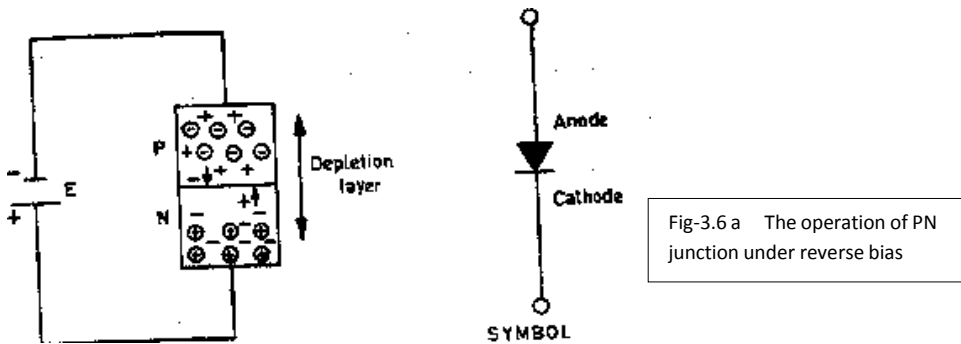 P
Depletion
layer
-
E
+
N
Anode
Cathode
SYMBOL
Fig-3.6 a The operation of PN
junction under reverse bias